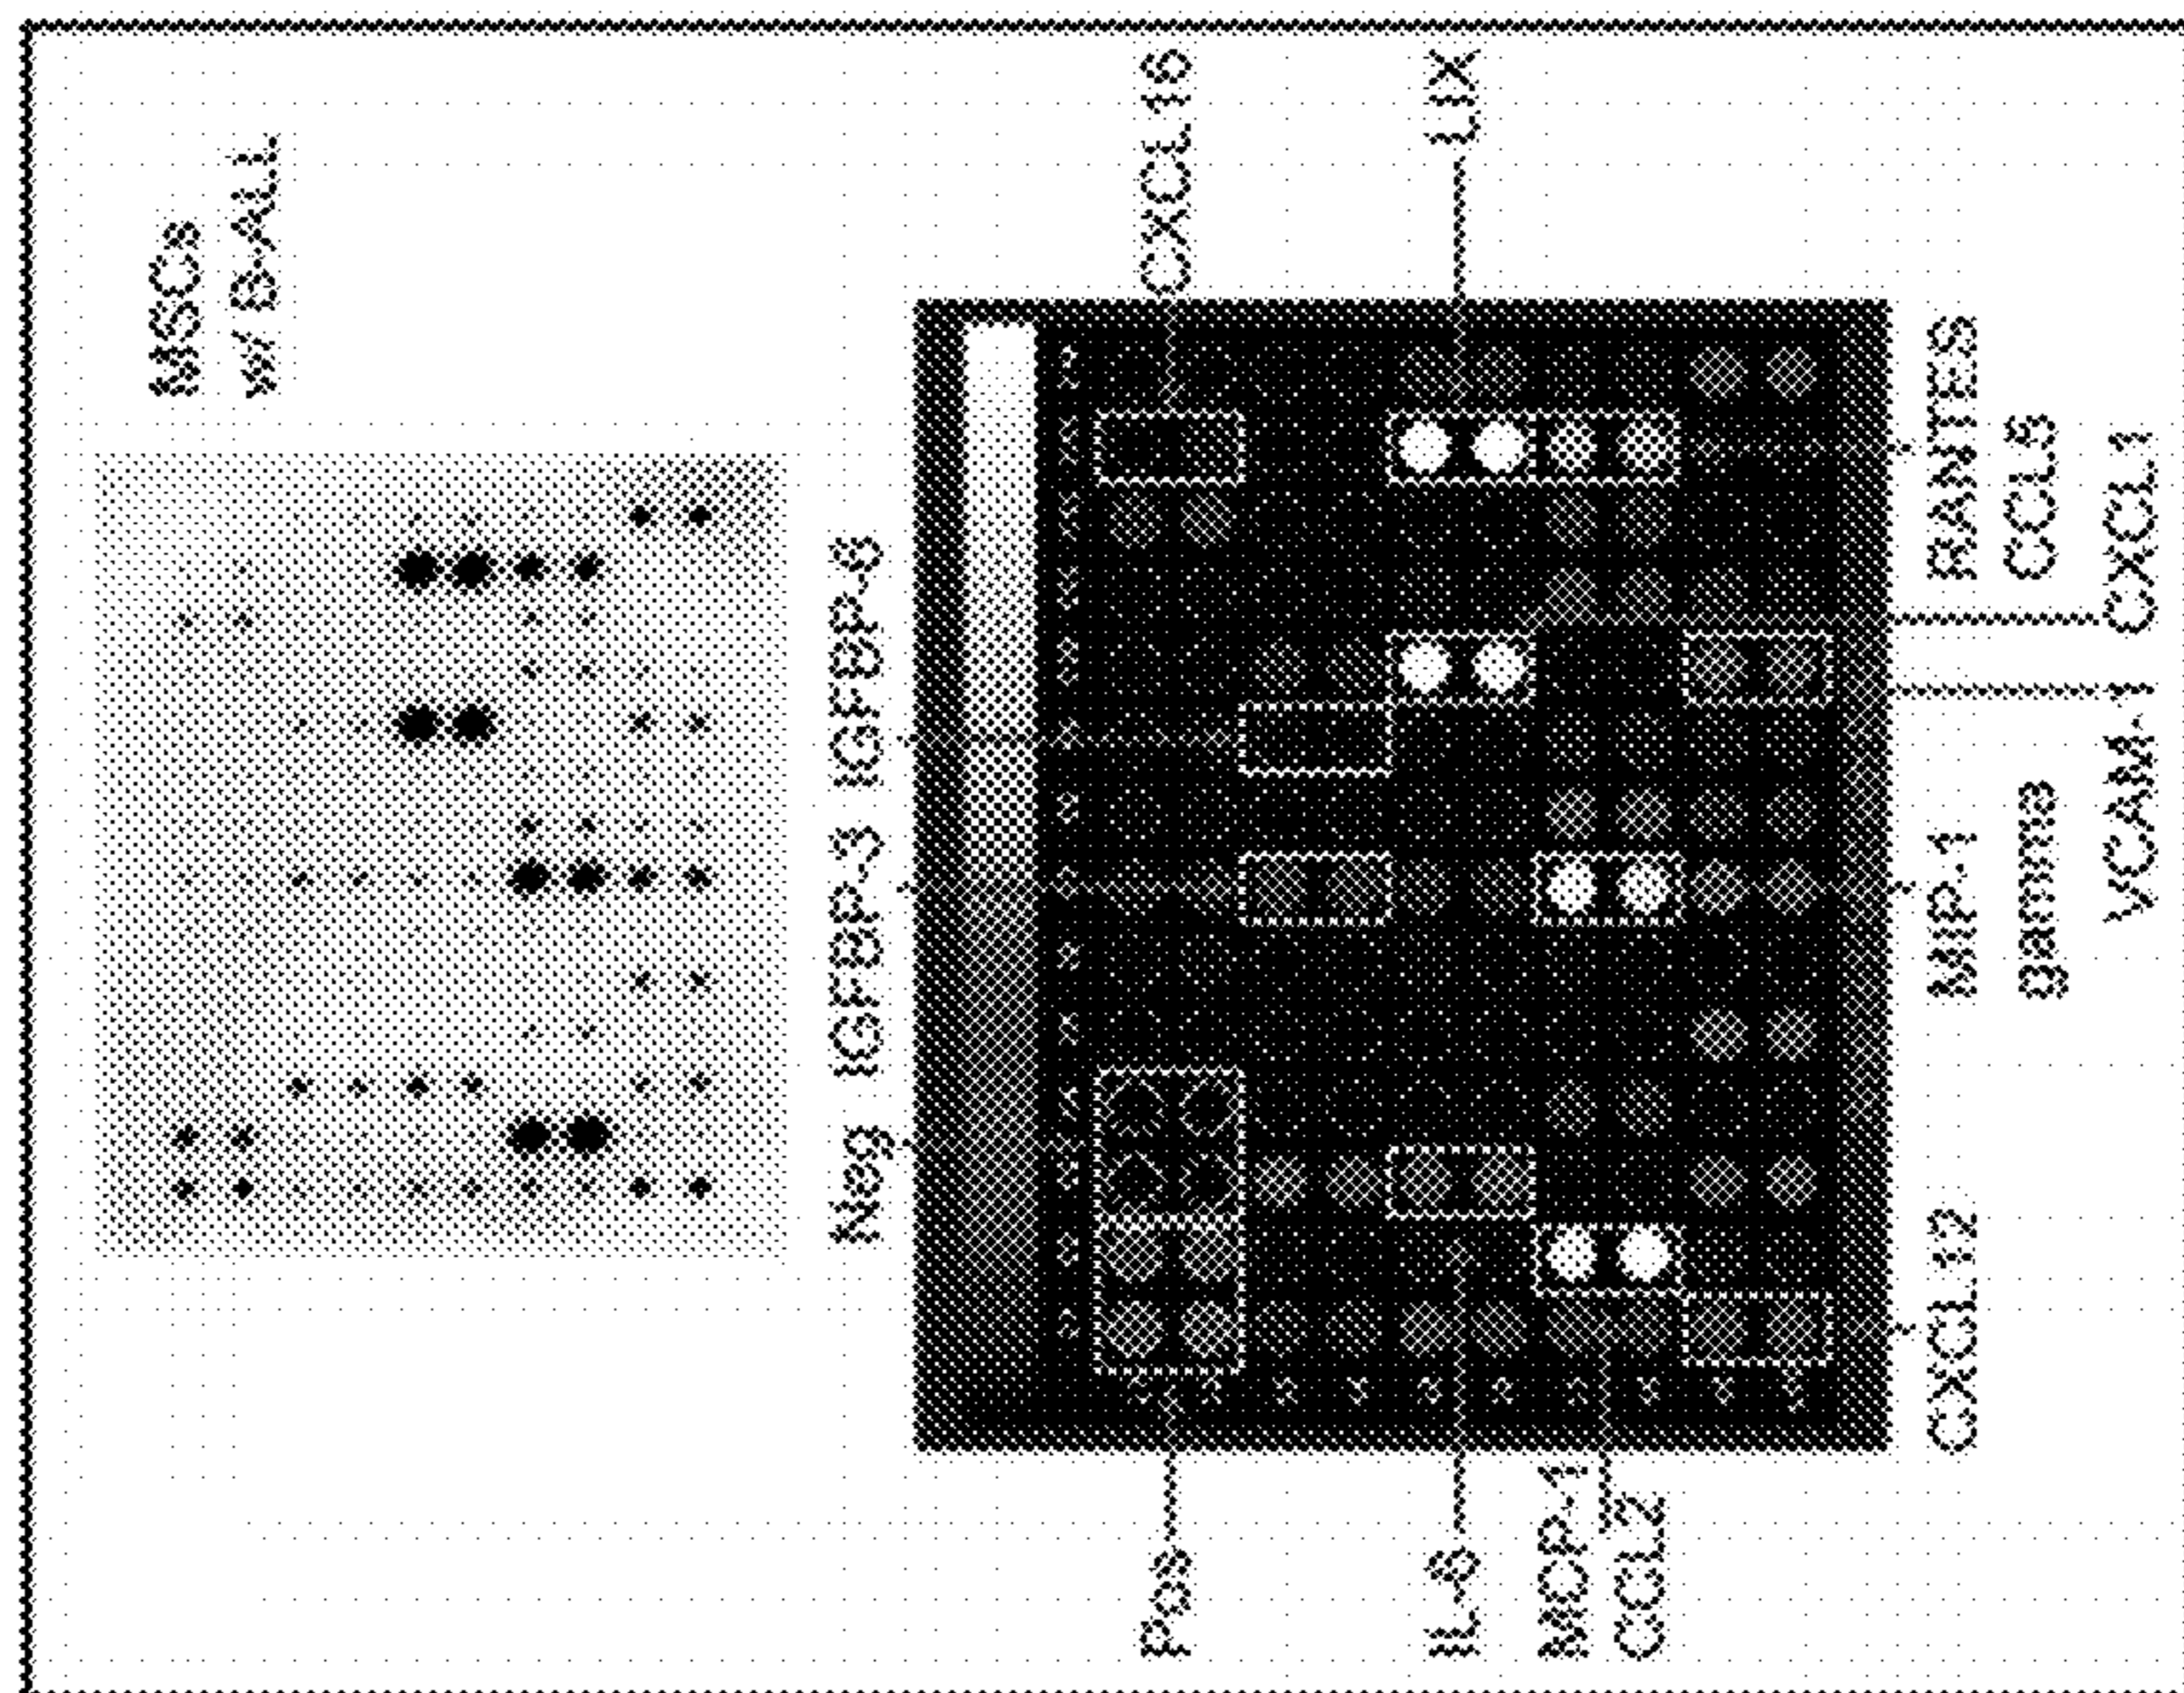 MSCs
w/ B-ALL
Neg
IGFBP-3
IGFBP-6
CXCL16
LIX
Pos
IL-6
MCP-1
CCL2
CXCL12
MIP-1
gamma
VCAM-1
RANTES
CCL5
CXCL1